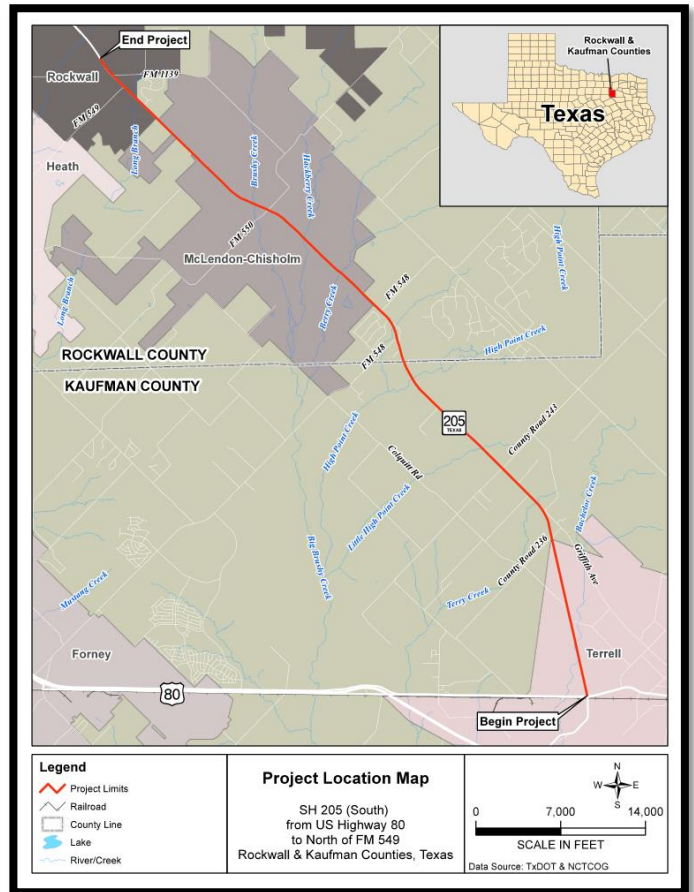 End Project
Rockwall
FM 1139
FM 549
Long Branch
Heath
Brushy Creek
Hackberry Creek
FM 550
McLendon-Chisholm
Berry Creek
Long Branch
FM 548
High Point Creek
High Point Creek
FM 548
ROCKWALL COUNTY
KAUFMAN COUNTY
205
TEXAS
County Road 243
High Point Creek
Colquitt Rd
Little High Point Creek
Bachelor Creek
Big Brushy Creek
County Road 236
Griffith Ave
Terry Creek
Mustang Creek
Forney
Terrell
80
Begin Project
Rockwall &
Kaufman Counties
Texas
Legend
Project Limits
Railroad
County Line
Lake
River/Creek
Project Location Map
SH 205 (South)
from US Highway 80
to North of FM 549
Rockwall & Kaufman Counties, Texas
N
W E
S
0 7,000 14,000
SCALE IN FEET
Data Source: TxDOT & NCTCOG